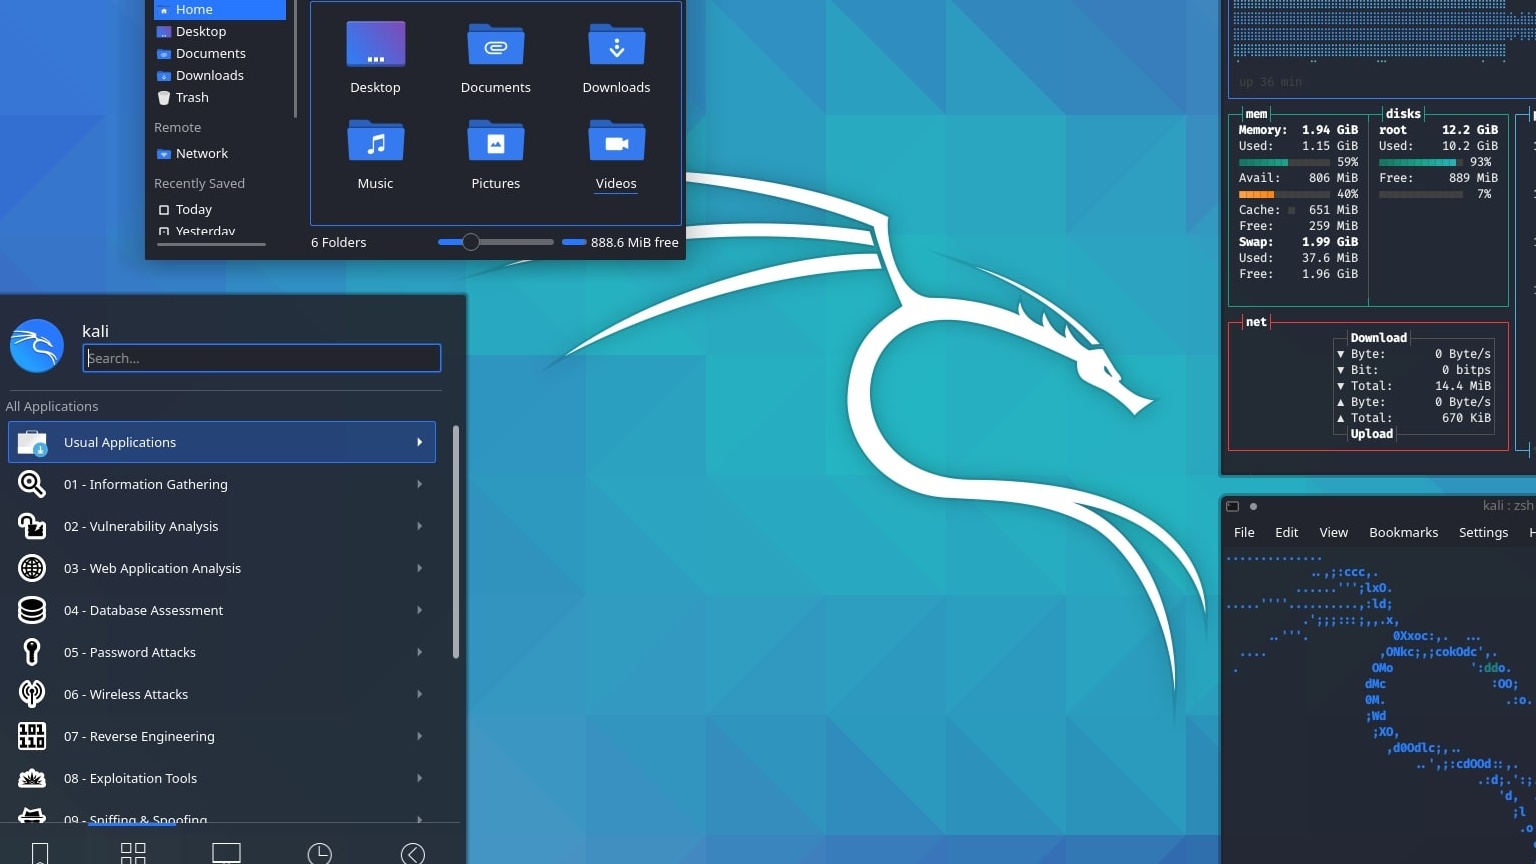 Home
Desktop
Documents
Downloads
Trash
Remote
Network
Recently Saved
Today
Yesterday
Desktop
Documents
Downloads
Music
Pictures
Videos
6 Folders
888.6 MiB free
kali
Search...
All Applications
Usual Applications
01 - Information Gathering
02 - Vulnerability Analysis
03 - Web Application Analysis
04 - Database Assessment
05 - Password Attacks
06 - Wireless Attacks
07 - Reverse Engineering
08 - Exploitation Tools
09 - Sniffing & Spoofing
up 36 min
mem
Memory: 1.94 GiB
Used: 1.15 GiB
59%
Avail: 806 MiB
40%
Cache: 651 MiB
Free: 259 MiB
Swap: 1.99 GiB
Used: 37.6 MiB
Free: 1.96 GiB
disks
root 12.2 GiB
Used: 10.2 GiB
93%
Free: 889 MiB
7%
net
Download
▼ Byte: 0 Byte/s
▼ Bit: 0 bitps
▼ Total: 14.4 MiB
▲ Byte: 0 Byte/s
▲ Total: 670 KiB
Upload
kali : zsh
File Edit View Bookmarks Settings